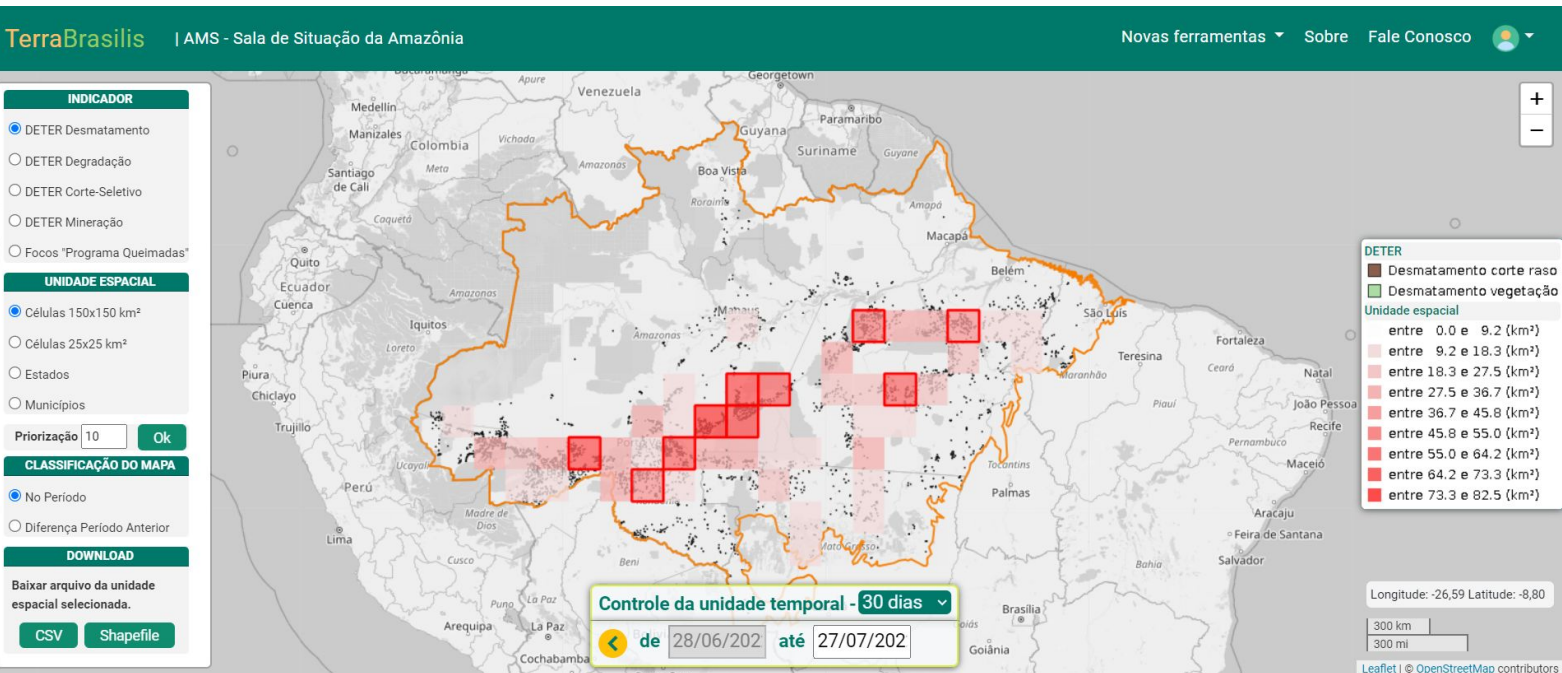 TerraBrasilis | AMS - Sala de Situação da Amazônia
Novas ferramentas Sobre Fale Conosco
INDICADOR
DETER Desmatamento
DETER Degradação
DETER Corte-Seletivo
DETER Mineração
Focos "Programa Queimadas"
UNIDADE ESPACIAL
Células 150x150 km²
Células 25x25 km²
Estados
Municípios
Priorização 10 Ok
CLASSIFICAÇÃO DO MAPA
No Período
Diferença Período Anterior
DOWNLOAD
Baixar arquivo da unidade
espacial selecionada.
CSV Shapefile
Bucaramanga
Apure
Georgetown
Venezuela
Medellín
Paramaribo
Manizales
Colombia
Vichada
Guyana
Suriname
Guyane
Santiago
de Cali
Meta
Amazonas
Boa Vista
Roraima
Amapá
Caquetá
Macapá
Quito
Ecuador
Belém
Cuenca
Amazonas
Manaus
São Luís
Iquitos
Amazonas
Loreto
Fortaleza
Teresina
Piura
Maranhão
Ceará
Natal
Chiclayo
Piauí
João Pessoa
Trujillo
Recife
Porto Velho
Pernambuco
Ucayali
Tocantins
Maceió
Perú
Palmas
Madre de
Dios
Aracaju
Lima
Feira de Santana
Cusco
Beni
Mato Grosso
Bahia
Salvador
Puno
La Paz
Brasília
Arequipa
La Paz
Goiânia
Cochabamba
Controle da unidade temporal - 30 dias
de 28/06/202 até 27/07/202
+
−
DETER
Desmatamento corte raso
Desmatamento vegetação
Unidade espacial
entre 0.0 e 9.2 (km²)
entre 9.2 e 18.3 (km²)
entre 18.3 e 27.5 (km²)
entre 27.5 e 36.7 (km²)
entre 36.7 e 45.8 (km²)
entre 45.8 e 55.0 (km²)
entre 55.0 e 64.2 (km²)
entre 64.2 e 73.3 (km²)
entre 73.3 e 82.5 (km²)
Longitude: -26,59 Latitude: -8,80
300 km
300 mi
Leaflet | © OpenStreetMap contributors